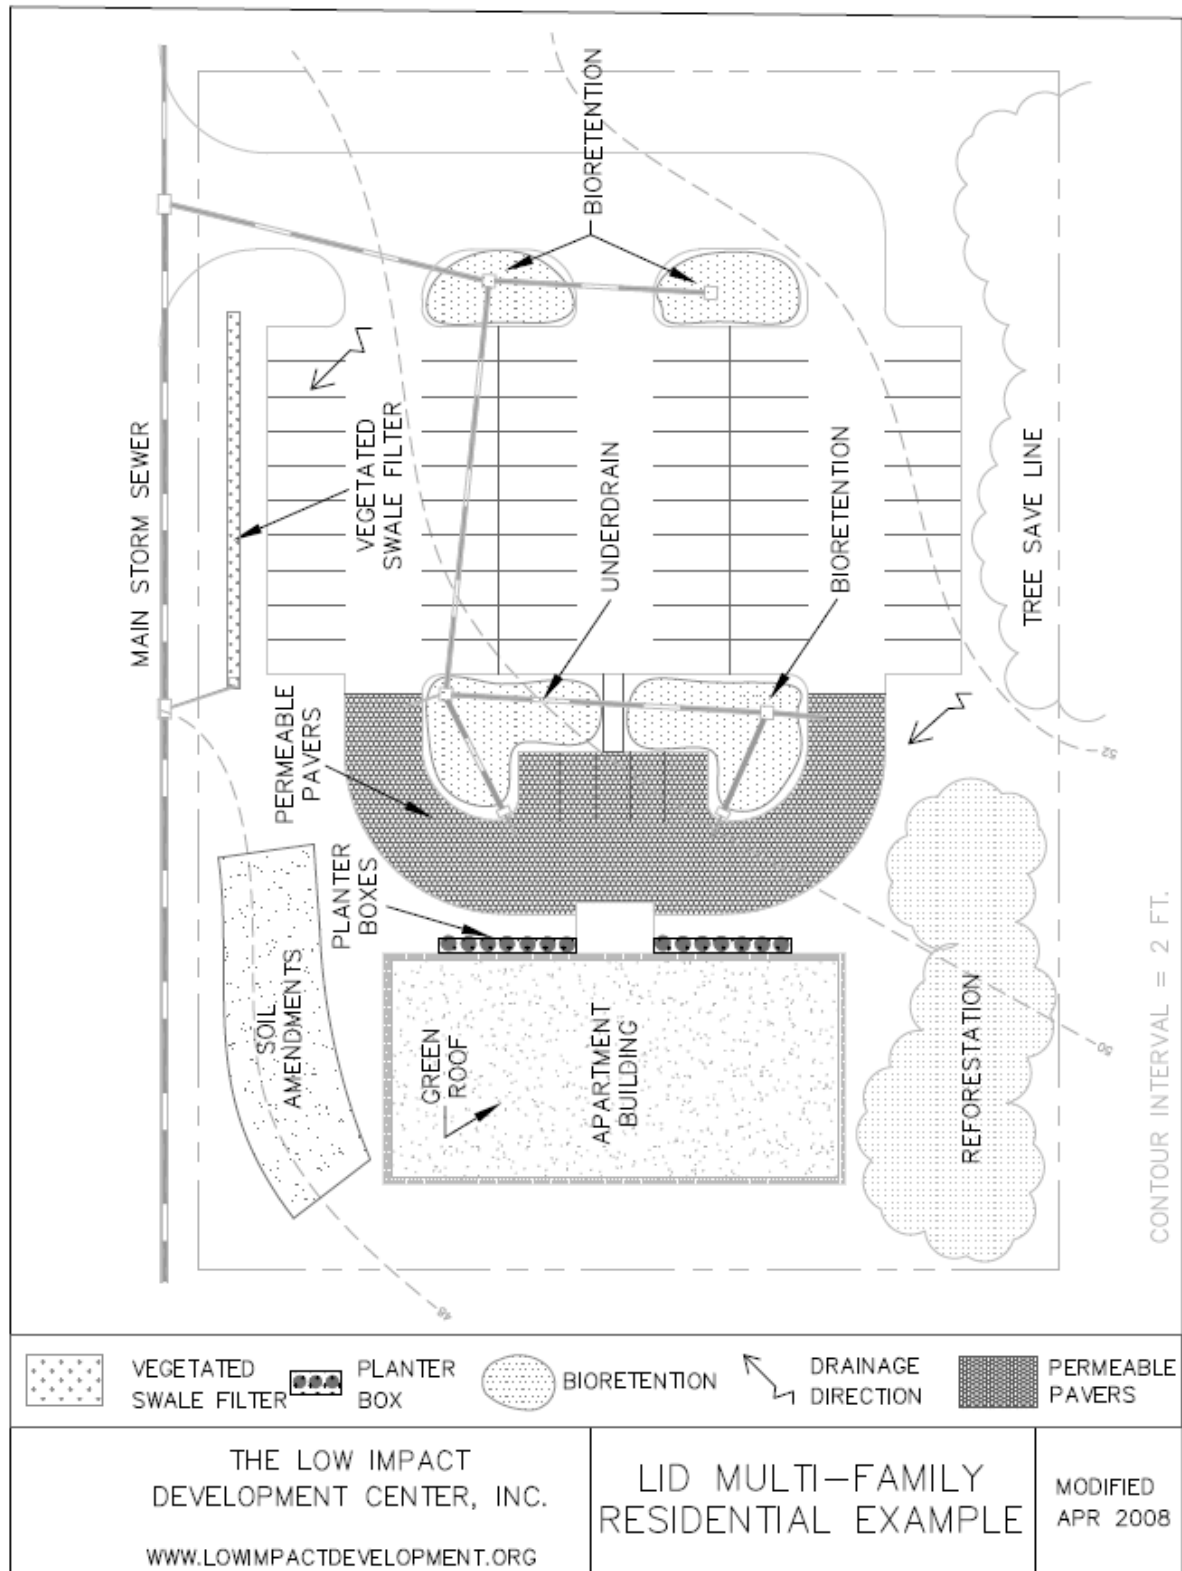 BIORETENTION
MAIN STORM SEWER
VEGETATED
SWALE FILTER
UNDERDRAIN
BIORETENTION
TREE SAVE LINE
PERMEABLE
PAVERS
PLANTER
BOXES
52
SOIL
AMENDMENTS
GREEN
ROOF
APARTMENT
BUILDING
REFORESTATION
50
48
CONTOUR INTERVAL = 2 FT.
VEGETATED
SWALE FILTER
PLANTER
BOX
BIORETENTION
DRAINAGE
DIRECTION
PERMEABLE
PAVERS
THE LOW IMPACT
DEVELOPMENT CENTER, INC.
WWW.LOWIMPACTDEVELOPMENT.ORG
LID MULTI-FAMILY
RESIDENTIAL EXAMPLE
MODIFIED
APR 2008